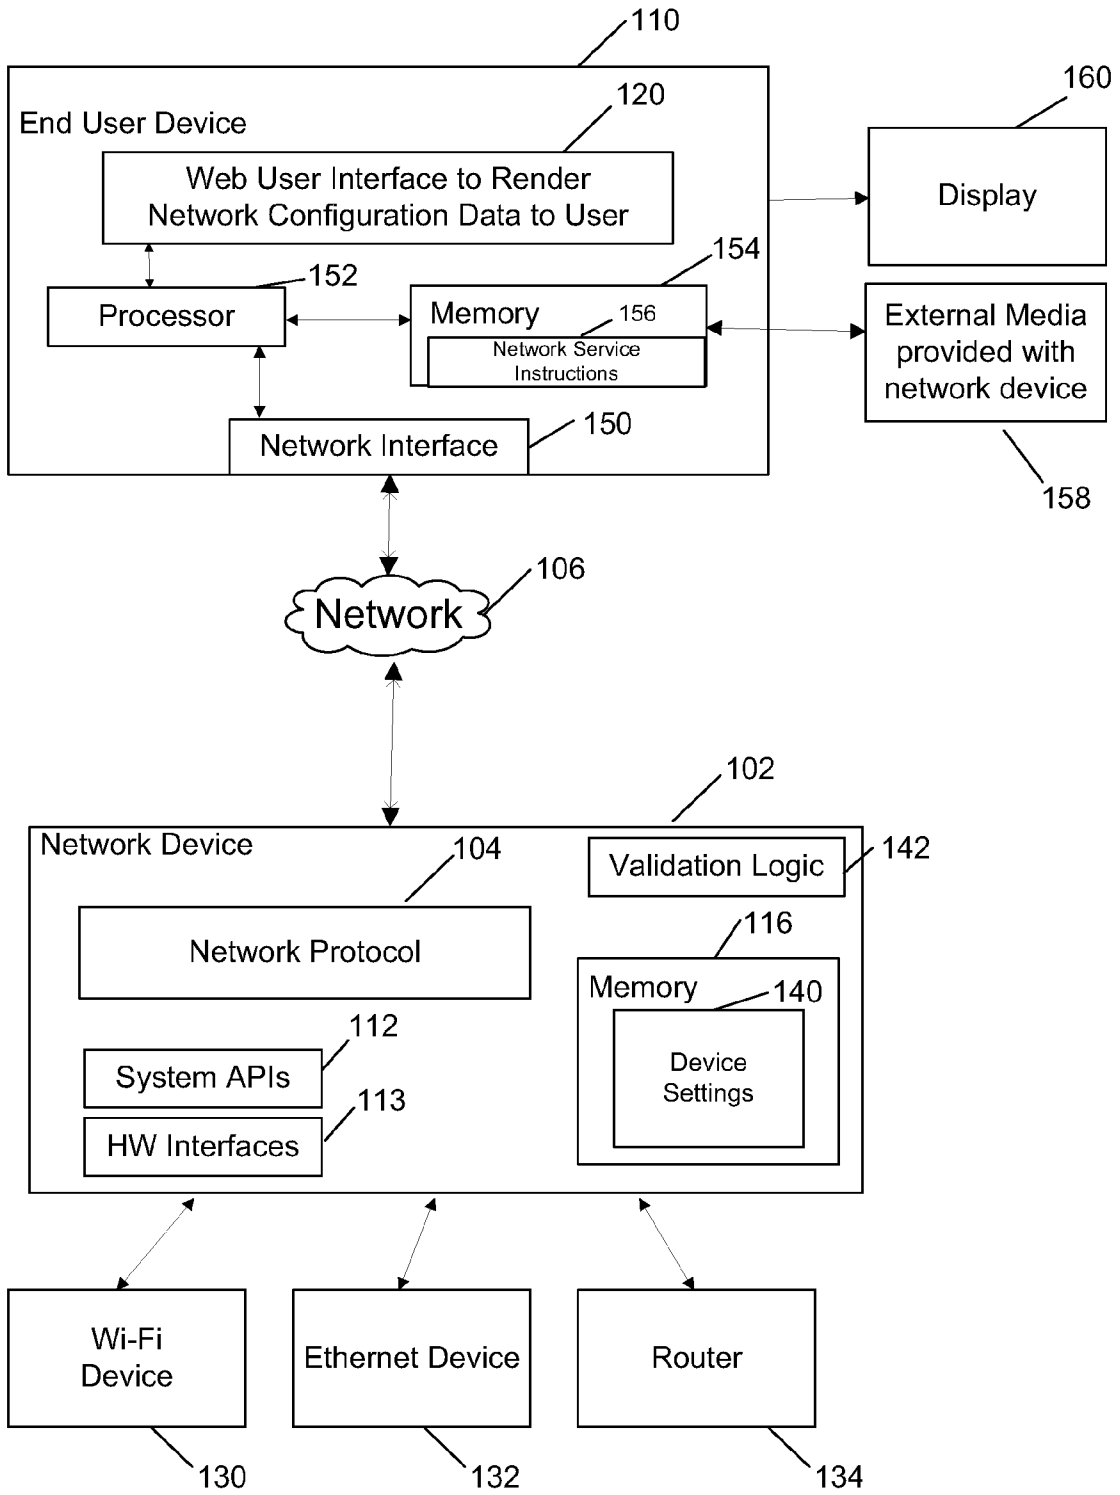 110
160
End User Device
120
Web User Interface to Render
Network Configuration Data to User
Display
154
152
Processor
Memory
156
Network Service
Instructions
External Media
provided with
network device
150
Network Interface
158
106
Network
102
Network Device
104
Validation Logic
142
Network Protocol
116
Memory
140
112
System APIs
Device
Settings
113
HW Interfaces
Wi-Fi
Device
Ethernet Device
Router
130
132
134